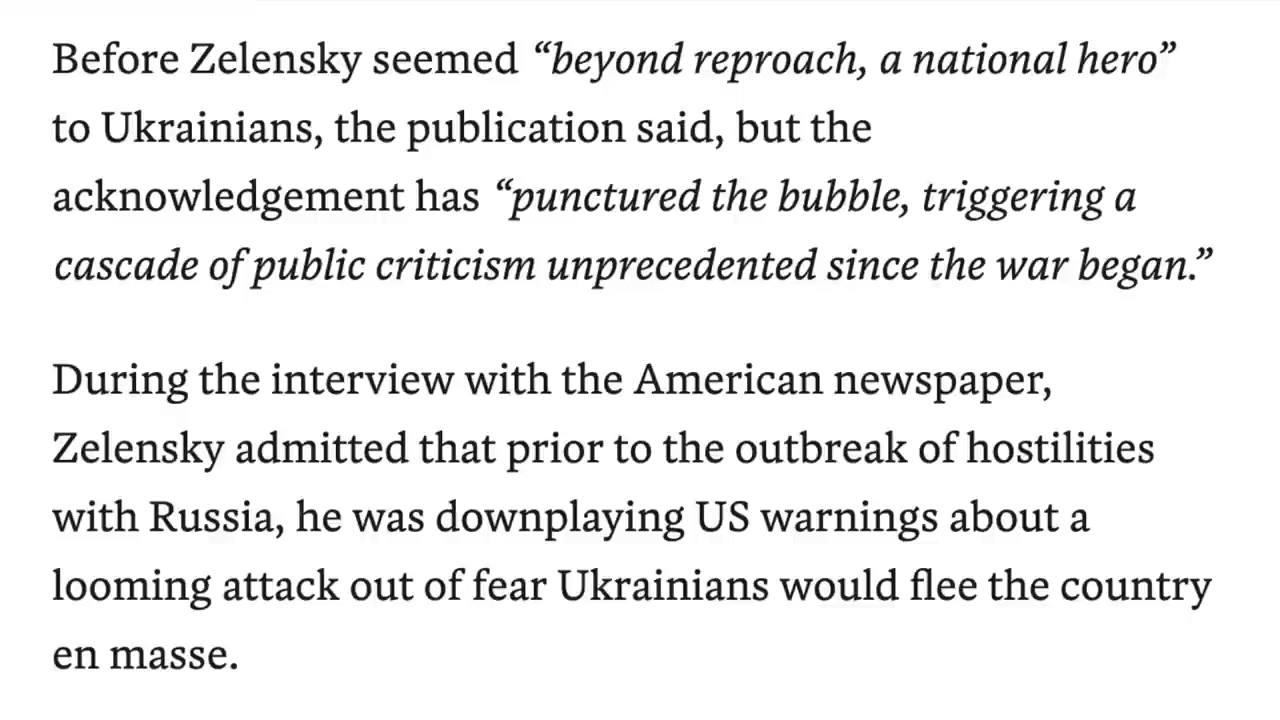 Before Zelensky seemed “beyond reproach, a national hero”
to Ukrainians, the publication said, but the
acknowledgement has “punctured the bubble, triggering a
cascade of public criticism unprecedented since the war began.”
During the interview with the American newspaper,
Zelensky admitted that prior to the outbreak of hostilities
with Russia, he was downplaying US warnings about a
looming attack out of fear Ukrainians would flee the country
en masse.